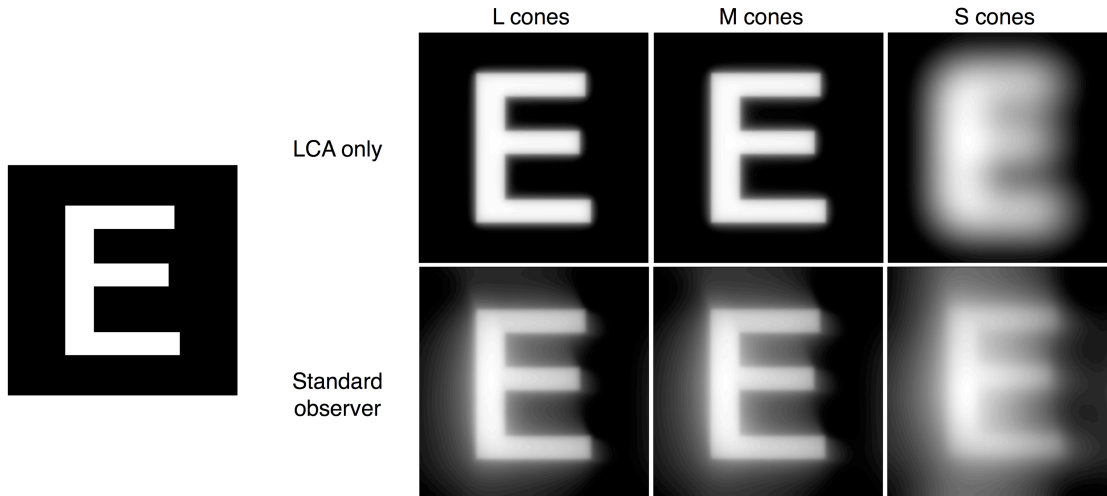 L cones M cones S cones
LCA only
E E E E
Standard
observer
E E E